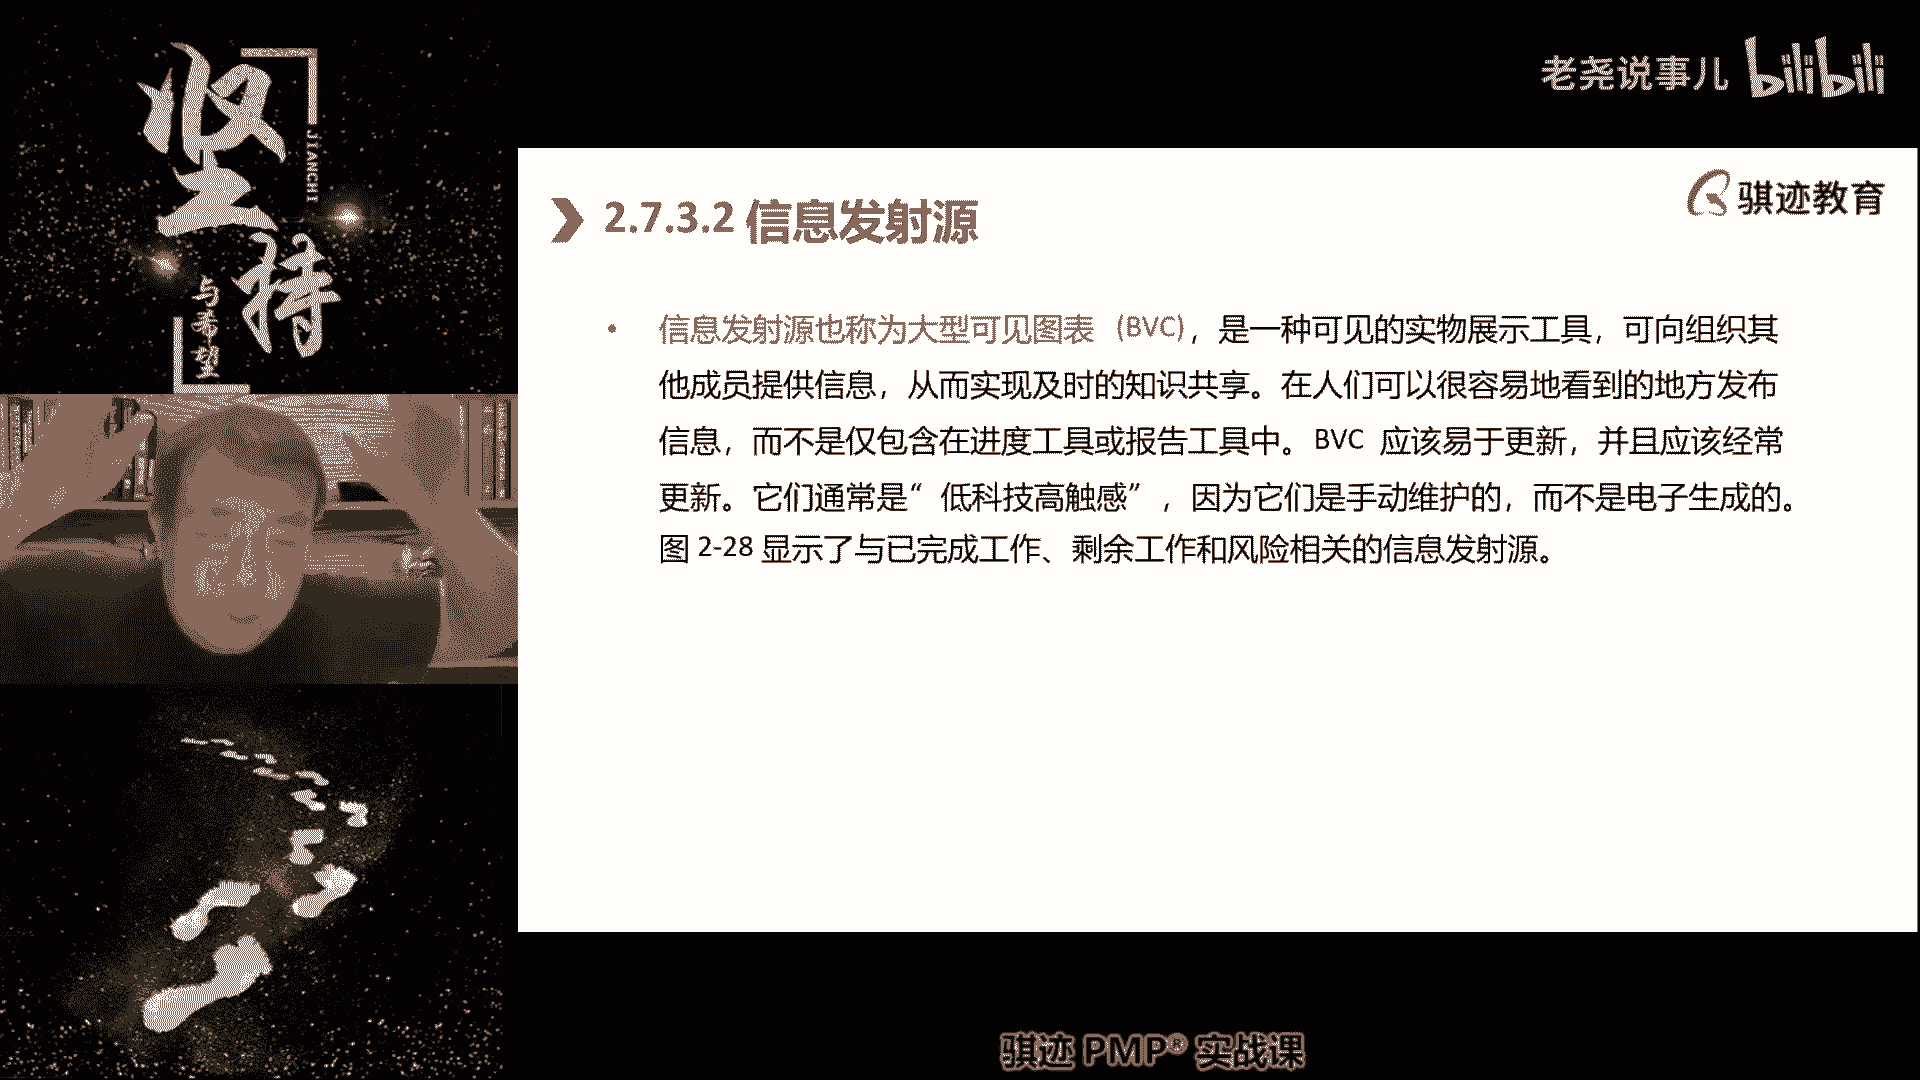 坚持
JIANCHI
与希望
老尧说事儿 bilibili
骐迹教育
2.7.3.2 信息发射源
• 信息发射源也称为大型可见图表 (BVC)，是一种可见的实物展示工具，可向组织其
他成员提供信息，从而实现及时的知识共享。在人们可以很容易地看到的地方发布
信息，而不是仅包含在进度工具或报告工具中。BVC 应该易于更新，并且应该经常
更新。它们通常是“低科技高触感”，因为它们是手动维护的，而不是电子生成的。
图 2-28 显示了与已完成工作、剩余工作和风险相关的信息发射源。
骐迹 PMP® 实战课